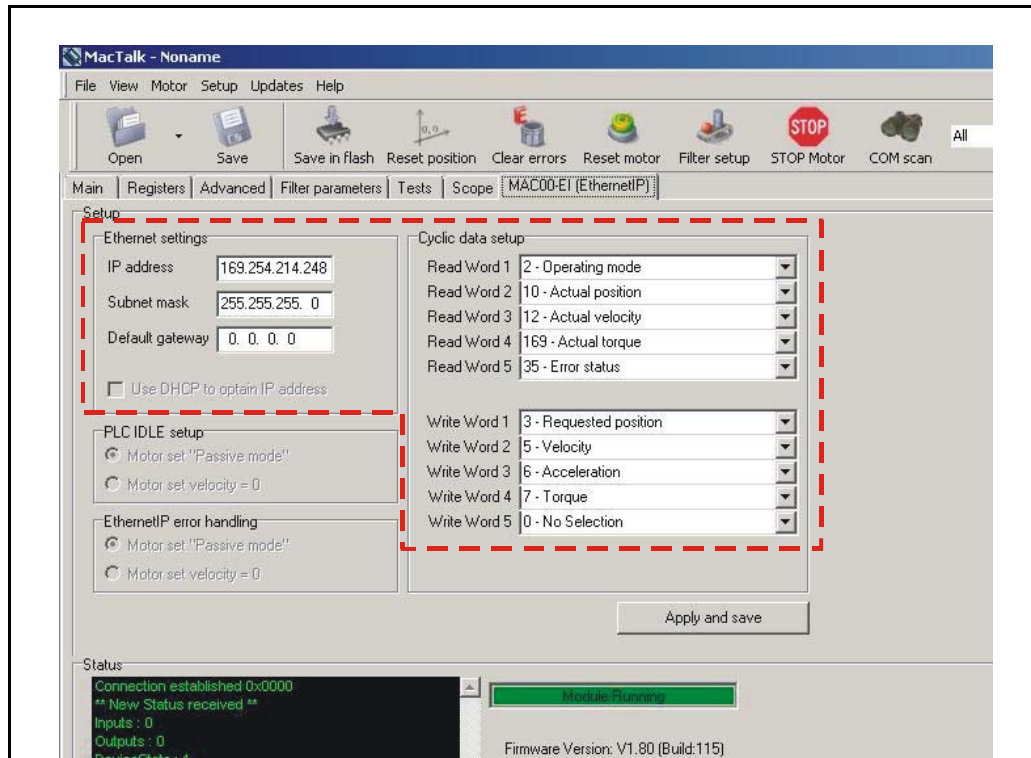 MacTalk - Noname
File View Motor Setup Updates Help
Open Save Save in flash Reset position Clear errors Reset motor Filter setup STOP Motor COM scan All
STOP
Main Registers Advanced Filter parameters Tests Scope MAC00-EI (EthernetIP)
Setup
Ethernet settings
IP address 169.254.214.248
Subnet mask 255.255.255. 0
Default gateway 0. 0. 0. 0
Use DHCP to optain IP address
PLC IDLE setup
Motor set "Passive mode"
Motor set velocity = 0
EthernetIP error handling
Motor set "Passive mode"
Motor set velocity = 0
Cyclic data setup
Read Word 1 2 - Operating mode
Read Word 2 10 - Actual position
Read Word 3 12 - Actual velocity
Read Word 4 169 - Actual torque
Read Word 5 35 - Error status
Write Word 1 3 - Requested position
Write Word 2 5 - Velocity
Write Word 3 6 - Acceleration
Write Word 4 7 - Torque
Write Word 5 0 - No Selection
Apply and save
Status
Connection established 0x0000
** New Status received **
Inputs : 0
Outputs : 0
Module Running
Firmware Version: V1.80 (Build:115)